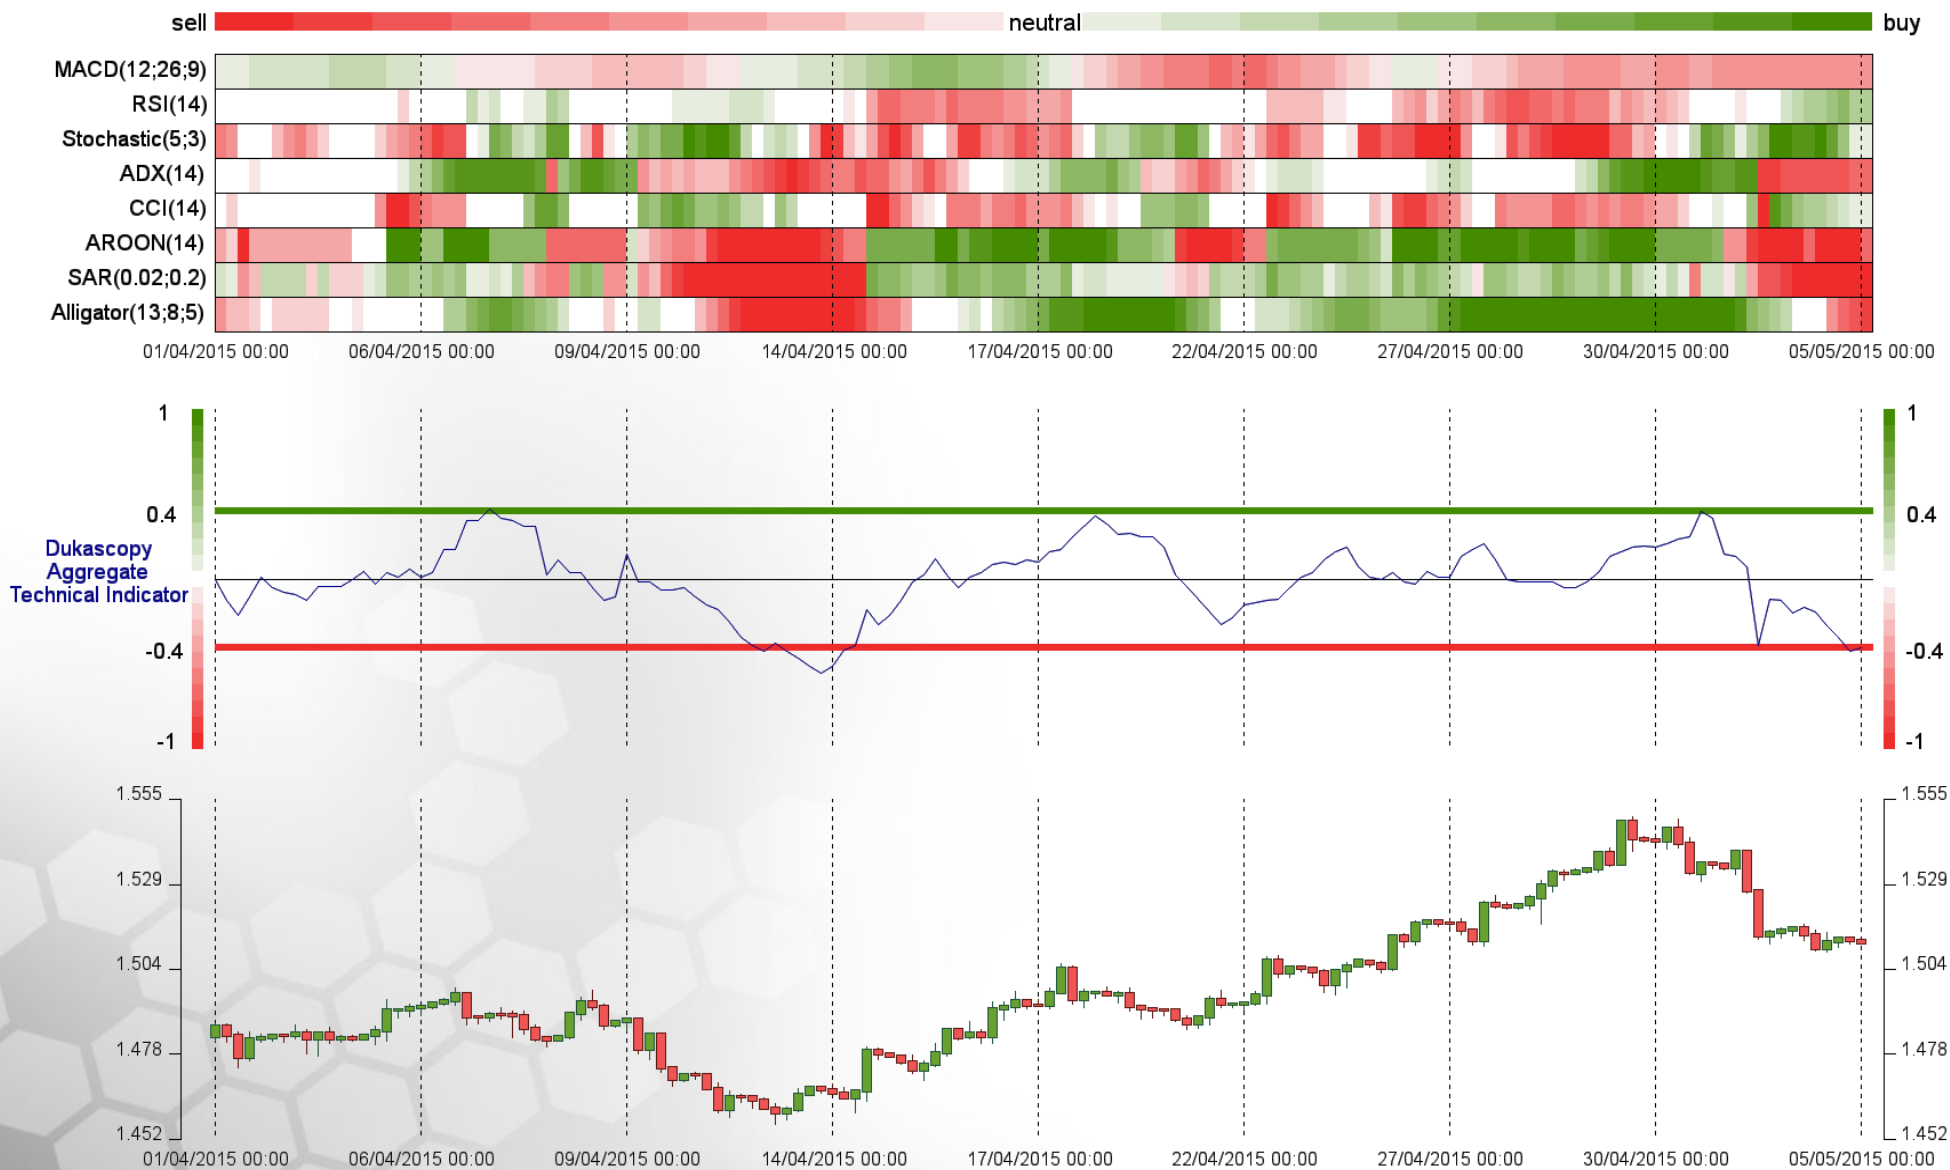 sell neutral buy
MACD(12;26;9)
RSI(14)
Stochastic(5;3)
ADX(14)
CCI(14)
AROON(14)
SAR(0.02;0.2)
Alligator(13;8;5)
01/04/2015 00:00 06/04/2015 00:00 09/04/2015 00:00 14/04/2015 00:00 17/04/2015 00:00 22/04/2015 00:00 27/04/2015 00:00 30/04/2015 00:00 05/05/2015 00:00
1 1
0.4 0.4
Dukascopy
Aggregate
Technical Indicator
-0.4 -0.4
-1 -1
1.555 1.555
1.529 1.529
1.504 1.504
1.478 1.478
1.452 1.452
01/04/2015 00:00 06/04/2015 00:00 09/04/2015 00:00 14/04/2015 00:00 17/04/2015 00:00 22/04/2015 00:00 27/04/2015 00:00 30/04/2015 00:00 05/05/2015 00:00